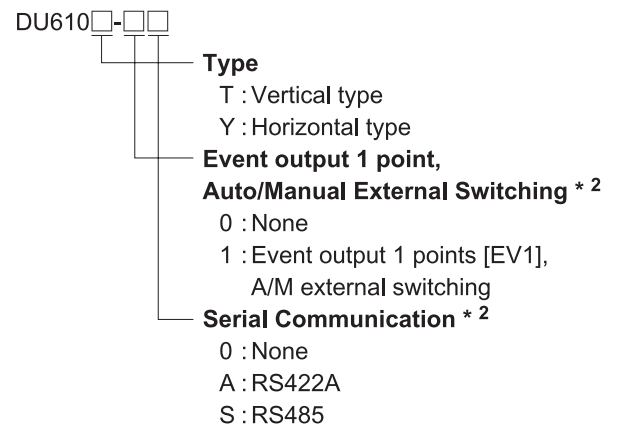 DU610□-□□
Type
T : Vertical type
Y : Horizontal type
Event output 1 point,
Auto/Manual External Switching * 2
0 : None
1 : Event output 1 points [EV1],
A/M external switching
Serial Communication * 2
0 : None
A : RS422A
S : RS485